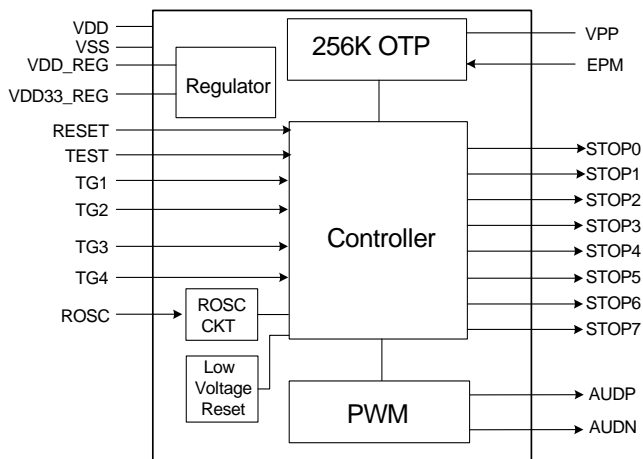 VDD
VSS
VDD_REG
VDD33_REG
RESET
TEST
TG1
TG2
TG3
TG4
ROSC
Regulator
256K OTP
Controller
ROSC
CKT
Low
Voltage
Reset
PWM
VPP
EPM
STOP0
STOP1
STOP2
STOP3
STOP4
STOP5
STOP6
STOP7
AUDP
AUDN